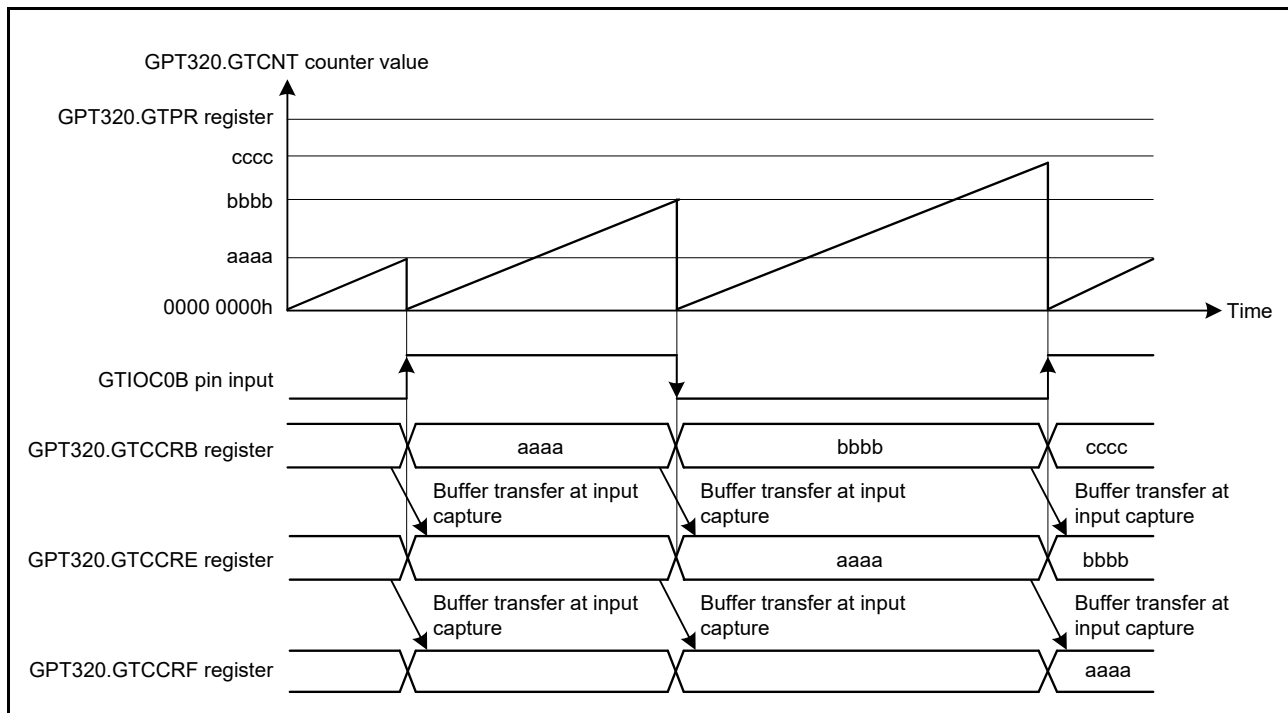 GPT320.GTCNT counter value
GPT320.GTPR register
cccc
bbbb
aaaa
0000 0000h
Time
GTIOC0B pin input
GPT320.GTCCRB register
aaaa
bbbb
cccc
Buffer transfer at input
capture
Buffer transfer at input
capture
Buffer transfer at
input capture
GPT320.GTCCRE register
aaaa
bbbb
Buffer transfer at input
capture
Buffer transfer at input
capture
Buffer transfer at
input capture
GPT320.GTCCRF register
aaaa